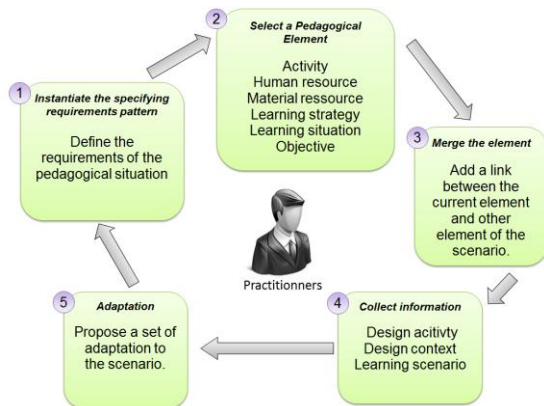 1
Instantiate the specifying
requirements pattern
Define the
requirements of the
pedagogical situation
2
Select a Pedagogical
Element
Activity
Human resource
Material ressource
Learning strategy
Learning situation
Objective
3
Merge the element
Add a link
between the
current element
and other
element of the
scenario.
4
Collect information
Design acitivty
Design context
Learning scenario
5
Adaptation
Propose a set of
adaptation to
the scenario.
Practitionners